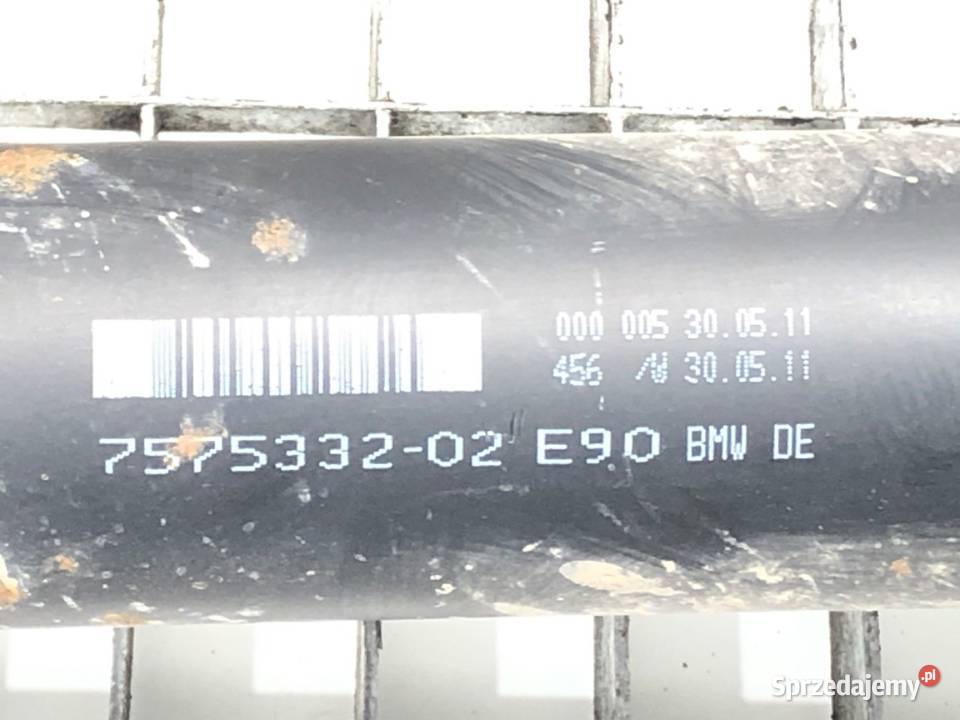 000 005 30.05.11
456 /W 30.05.11
7575332-02 E90 BMW DE
Sprzedajemy.pl